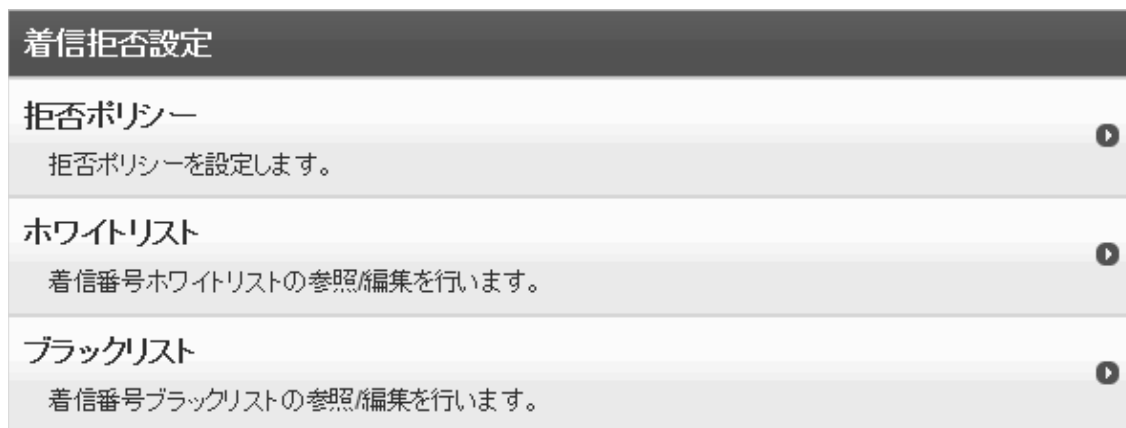 着信拒否設定
拒否ポリシー
拒否ポリシーを設定します。
ホワイトリスト
着信番号ホワイトリストの参照/編集を行います。
ブラックリスト
着信番号ブラックリストの参照/編集を行います。